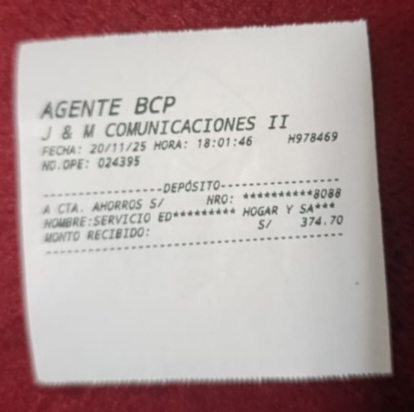 AGENTE BCP
J & M COMUNICACIONES II
FECHA: 20/11/25 HORA: 18:01:46 H978469
NO.OPE: 024395
-----------------DEPÓSITO-----------------
A CTA. AHORROS S/ NRO: **********8088
NOMBRE:SERVICIO ED********* HOGAR Y SA***
MONTO RECIBIDO: S/ 374.70
------------------------------------------